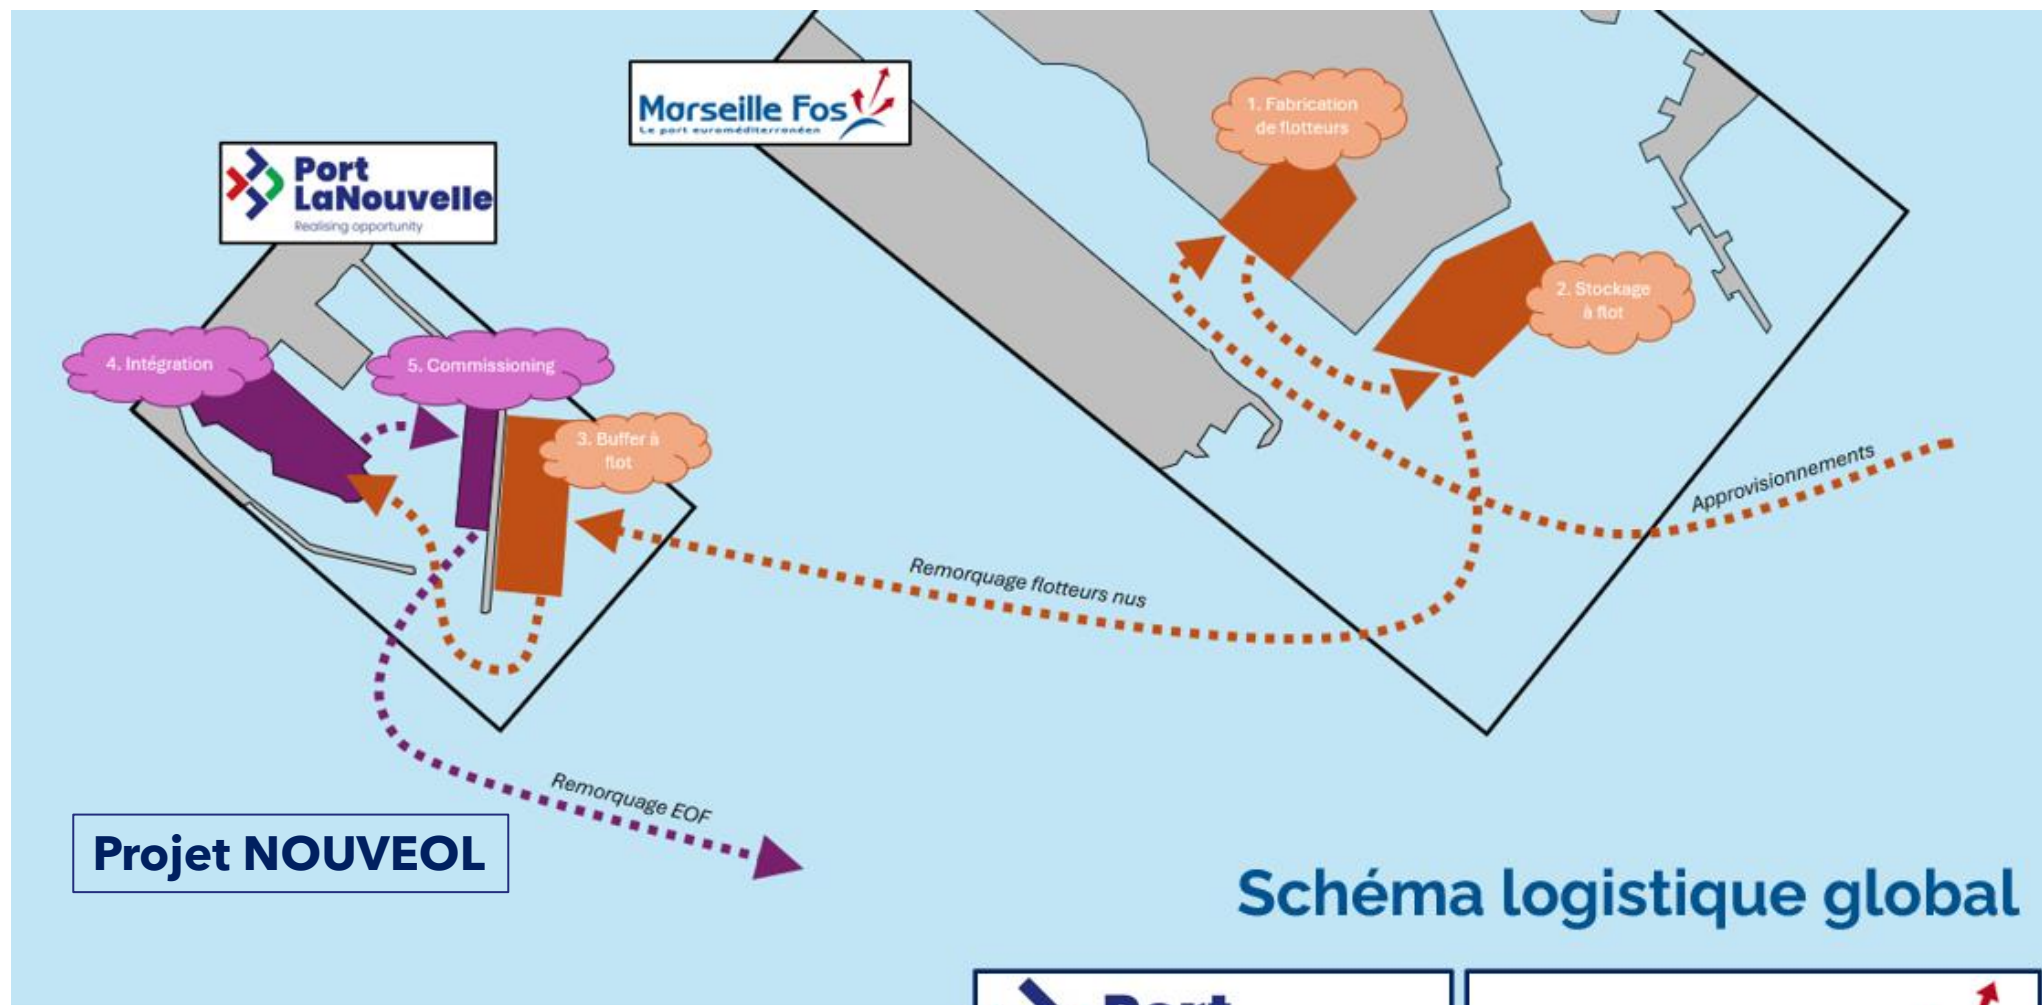 Marseille Fos
Le port euroméditerranéen
1. Fabrication
de flotteurs
Port
LaNouvelle
Realising opportunity
2. Stockage
à flot
4. Intégration
5. Commissioning
3. Buffer à
flot
Approvisionnements
Remorquage flotteurs nus
Remorquage EOF
Projet NOUVEOL
Schéma logistique global
Port